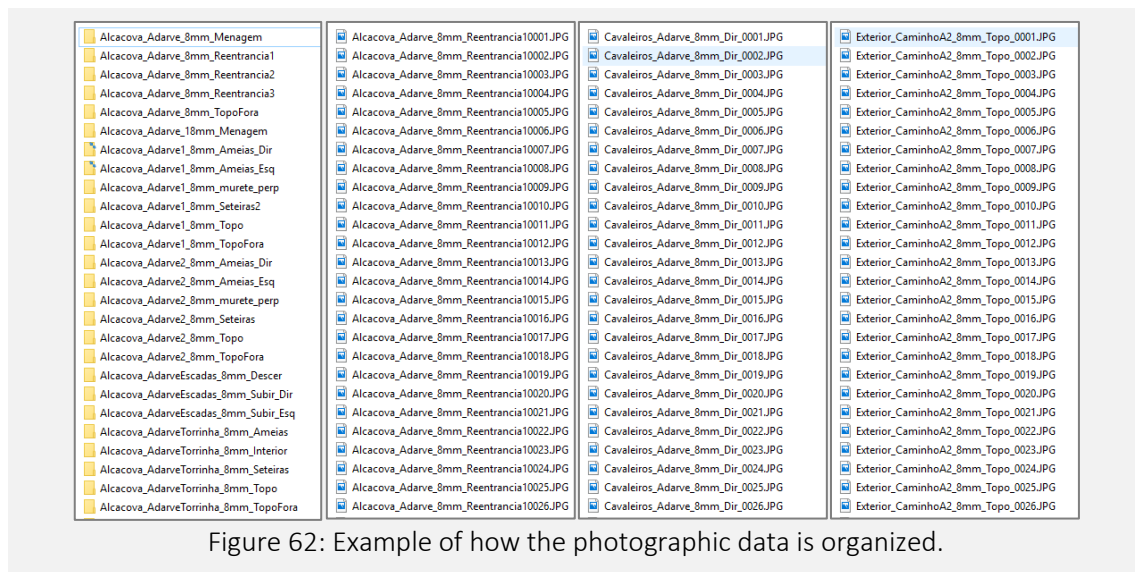 Alcacova_Adarve_8mm_Menagem
Alcacova_Adarve_8mm_Reentrancia1
Alcacova_Adarve_8mm_Reentrancia2
Alcacova_Adarve_8mm_Reentrancia3
Alcacova_Adarve_8mm_TopoFora
Alcacova_Adarve_18mm_Menagem
Alcacova_Adarve1_8mm_Ameias_Dir
Alcacova_Adarve1_8mm_Ameias_Esq
Alcacova_Adarve1_8mm_murete_perp
Alcacova_Adarve1_8mm_Seteiras2
Alcacova_Adarve1_8mm_Topo
Alcacova_Adarve1_8mm_TopoFora
Alcacova_Adarve2_8mm_Ameias_Dir
Alcacova_Adarve2_8mm_Ameias_Esq
Alcacova_Adarve2_8mm_murete_perp
Alcacova_Adarve2_8mm_Seteiras
Alcacova_Adarve2_8mm_Topo
Alcacova_Adarve2_8mm_TopoFora
Alcacova_AdarveEscadas_8mm_Descer
Alcacova_AdarveEscadas_8mm_Subir_Dir
Alcacova_AdarveEscadas_8mm_Subir_Esq
Alcacova_AdarveTorrinha_8mm_Ameias
Alcacova_AdarveTorrinha_8mm_Interior
Alcacova_AdarveTorrinha_8mm_Seteiras
Alcacova_AdarveTorrinha_8mm_Topo
Alcacova_AdarveTorrinha_8mm_TopoFora
Alcacova_Adarve_8mm_Reentrancia10001.JPG
Alcacova_Adarve_8mm_Reentrancia10002.JPG
Alcacova_Adarve_8mm_Reentrancia10003.JPG
Alcacova_Adarve_8mm_Reentrancia10004.JPG
Alcacova_Adarve_8mm_Reentrancia10005.JPG
Alcacova_Adarve_8mm_Reentrancia10006.JPG
Alcacova_Adarve_8mm_Reentrancia10007.JPG
Alcacova_Adarve_8mm_Reentrancia10008.JPG
Alcacova_Adarve_8mm_Reentrancia10009.JPG
Alcacova_Adarve_8mm_Reentrancia10010.JPG
Alcacova_Adarve_8mm_Reentrancia10011.JPG
Alcacova_Adarve_8mm_Reentrancia10012.JPG
Alcacova_Adarve_8mm_Reentrancia10013.JPG
Alcacova_Adarve_8mm_Reentrancia10014.JPG
Alcacova_Adarve_8mm_Reentrancia10015.JPG
Alcacova_Adarve_8mm_Reentrancia10016.JPG
Alcacova_Adarve_8mm_Reentrancia10017.JPG
Alcacova_Adarve_8mm_Reentrancia10018.JPG
Alcacova_Adarve_8mm_Reentrancia10019.JPG
Alcacova_Adarve_8mm_Reentrancia10020.JPG
Alcacova_Adarve_8mm_Reentrancia10021.JPG
Alcacova_Adarve_8mm_Reentrancia10022.JPG
Alcacova_Adarve_8mm_Reentrancia10023.JPG
Alcacova_Adarve_8mm_Reentrancia10024.JPG
Alcacova_Adarve_8mm_Reentrancia10025.JPG
Alcacova_Adarve_8mm_Reentrancia10026.JPG
Cavaleiros_Adarve_8mm_Dir_0001.JPG
Cavaleiros_Adarve_8mm_Dir_0002.JPG
Cavaleiros_Adarve_8mm_Dir_0003.JPG
Cavaleiros_Adarve_8mm_Dir_0004.JPG
Cavaleiros_Adarve_8mm_Dir_0005.JPG
Cavaleiros_Adarve_8mm_Dir_0006.JPG
Cavaleiros_Adarve_8mm_Dir_0007.JPG
Cavaleiros_Adarve_8mm_Dir_0008.JPG
Cavaleiros_Adarve_8mm_Dir_0009.JPG
Cavaleiros_Adarve_8mm_Dir_0010.JPG
Cavaleiros_Adarve_8mm_Dir_0011.JPG
Cavaleiros_Adarve_8mm_Dir_0012.JPG
Cavaleiros_Adarve_8mm_Dir_0013.JPG
Cavaleiros_Adarve_8mm_Dir_0014.JPG
Cavaleiros_Adarve_8mm_Dir_0015.JPG
Cavaleiros_Adarve_8mm_Dir_0016.JPG
Cavaleiros_Adarve_8mm_Dir_0017.JPG
Cavaleiros_Adarve_8mm_Dir_0018.JPG
Cavaleiros_Adarve_8mm_Dir_0019.JPG
Cavaleiros_Adarve_8mm_Dir_0020.JPG
Cavaleiros_Adarve_8mm_Dir_0021.JPG
Cavaleiros_Adarve_8mm_Dir_0022.JPG
Cavaleiros_Adarve_8mm_Dir_0023.JPG
Cavaleiros_Adarve_8mm_Dir_0024.JPG
Cavaleiros_Adarve_8mm_Dir_0025.JPG
Cavaleiros_Adarve_8mm_Dir_0026.JPG
Exterior_CaminhoA2_8mm_Topo_0001.JPG
Exterior_CaminhoA2_8mm_Topo_0002.JPG
Exterior_CaminhoA2_8mm_Topo_0003.JPG
Exterior_CaminhoA2_8mm_Topo_0004.JPG
Exterior_CaminhoA2_8mm_Topo_0005.JPG
Exterior_CaminhoA2_8mm_Topo_0006.JPG
Exterior_CaminhoA2_8mm_Topo_0007.JPG
Exterior_CaminhoA2_8mm_Topo_0008.JPG
Exterior_CaminhoA2_8mm_Topo_0009.JPG
Exterior_CaminhoA2_8mm_Topo_0010.JPG
Exterior_CaminhoA2_8mm_Topo_0011.JPG
Exterior_CaminhoA2_8mm_Topo_0012.JPG
Exterior_CaminhoA2_8mm_Topo_0013.JPG
Exterior_CaminhoA2_8mm_Topo_0014.JPG
Exterior_CaminhoA2_8mm_Topo_0015.JPG
Exterior_CaminhoA2_8mm_Topo_0016.JPG
Exterior_CaminhoA2_8mm_Topo_0017.JPG
Exterior_CaminhoA2_8mm_Topo_0018.JPG
Exterior_CaminhoA2_8mm_Topo_0019.JPG
Exterior_CaminhoA2_8mm_Topo_0020.JPG
Exterior_CaminhoA2_8mm_Topo_0021.JPG
Exterior_CaminhoA2_8mm_Topo_0022.JPG
Exterior_CaminhoA2_8mm_Topo_0023.JPG
Exterior_CaminhoA2_8mm_Topo_0024.JPG
Exterior_CaminhoA2_8mm_Topo_0025.JPG
Exterior_CaminhoA2_8mm_Topo_0026.JPG
Figure 62: Example of how the photographic data is organized.